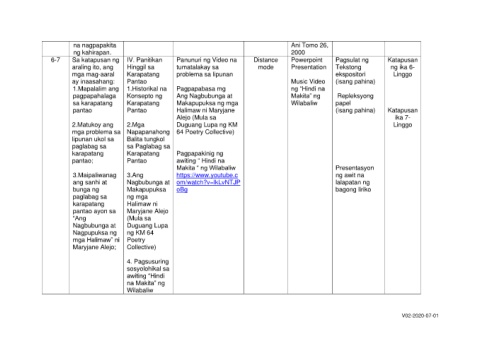 na nagpapakita
ng kahirapan.
Ani Tomo 26,
2000
6-7
Sa katapusan ng
araling ito, ang
mga mag-aaral
ay inaasahang:
1.Mapalalim ang
pagpapahalaga
sa karapatang
pantao
2.Matukoy ang
mga problema sa
lipunan ukol sa
paglabag sa
karapatang
pantao;
3.Maipaliwanag
ang sanhi at
bunga ng
paglabag sa
karapatang
pantao ayon sa
"Ang
Nagbubunga at
Nagpupuksa ng
mga Halimaw" ni
Maryjane Alejo;
IV. Panitikan
Hinggil sa
Karapatang
Pantao
1.Historikal na
Konsepto ng
Karapatang
Pantao
2.Mga
Napapanahong
Balita tungkol
sa Paglabag sa
Karapatang
Pantao
3.Ang
Nagbubunga at
Makapupuksa
ng mga
Halimaw ni
Maryjane Alejo
(Mula sa
Duguang Lupa
ng KM 64
Poetry
Collective)
4. Pagsusuring
sosyolohikal sa
awiting "Hindi
na Makita" ng
Wilabaliw
Panunuri ng Video na
tumatalakay sa
problema sa lipunan
Pagpapabasa mg
Ang Nagbubunga at
Makapupuksa ng mga
Halimaw ni Maryjane
Alejo (Mula sa
Duguang Lupa ng KM
64 Poetry Collective)
Pagpapakinig ng
awiting " Hindi na
Makita " ng Wilabaliw
https://www.youtube.c
om/watch?v=
Distance
mode
Powerpoint
Presentation
Music Video
ng "Hindi na
Makita" ng
Wilabaliw
Pagsulat ng
Tekstong
ekspositori
(isang pahina)
Repleksyong
papel
(isang pahina)
Presentasyon
ng awit na
lalapatan ng
bagong liriko
Katapusan
ng ika 6-
Linggo
Katapusan
ng ika 7-
Linggo
V02-2020-07-01